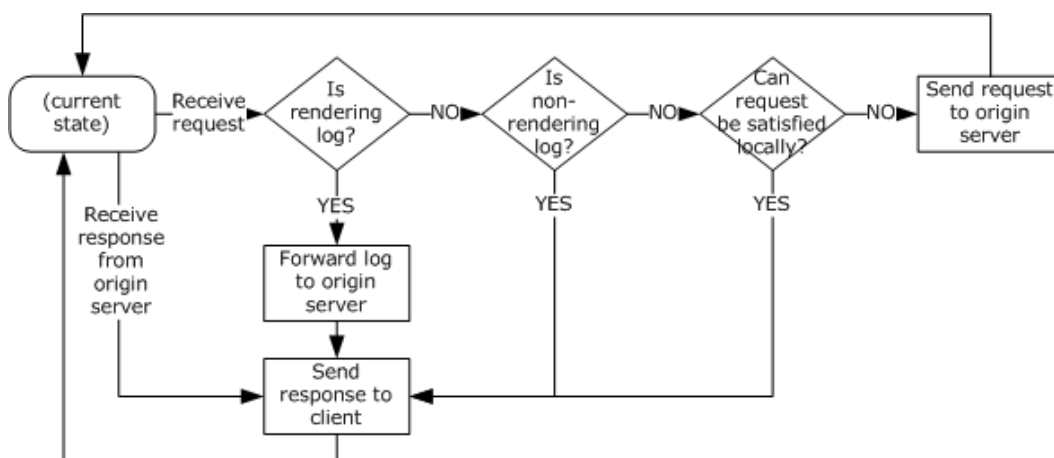 (current
state)
Receive
request
Is
rendering
log?
NO
Is
non-
rendering
log?
NO
Can
request
be satisfied
locally?
NO
Send request
to origin
server
YES
YES
YES
Receive
response
from
origin
server
Forward log
to origin
server
Send
response to
client